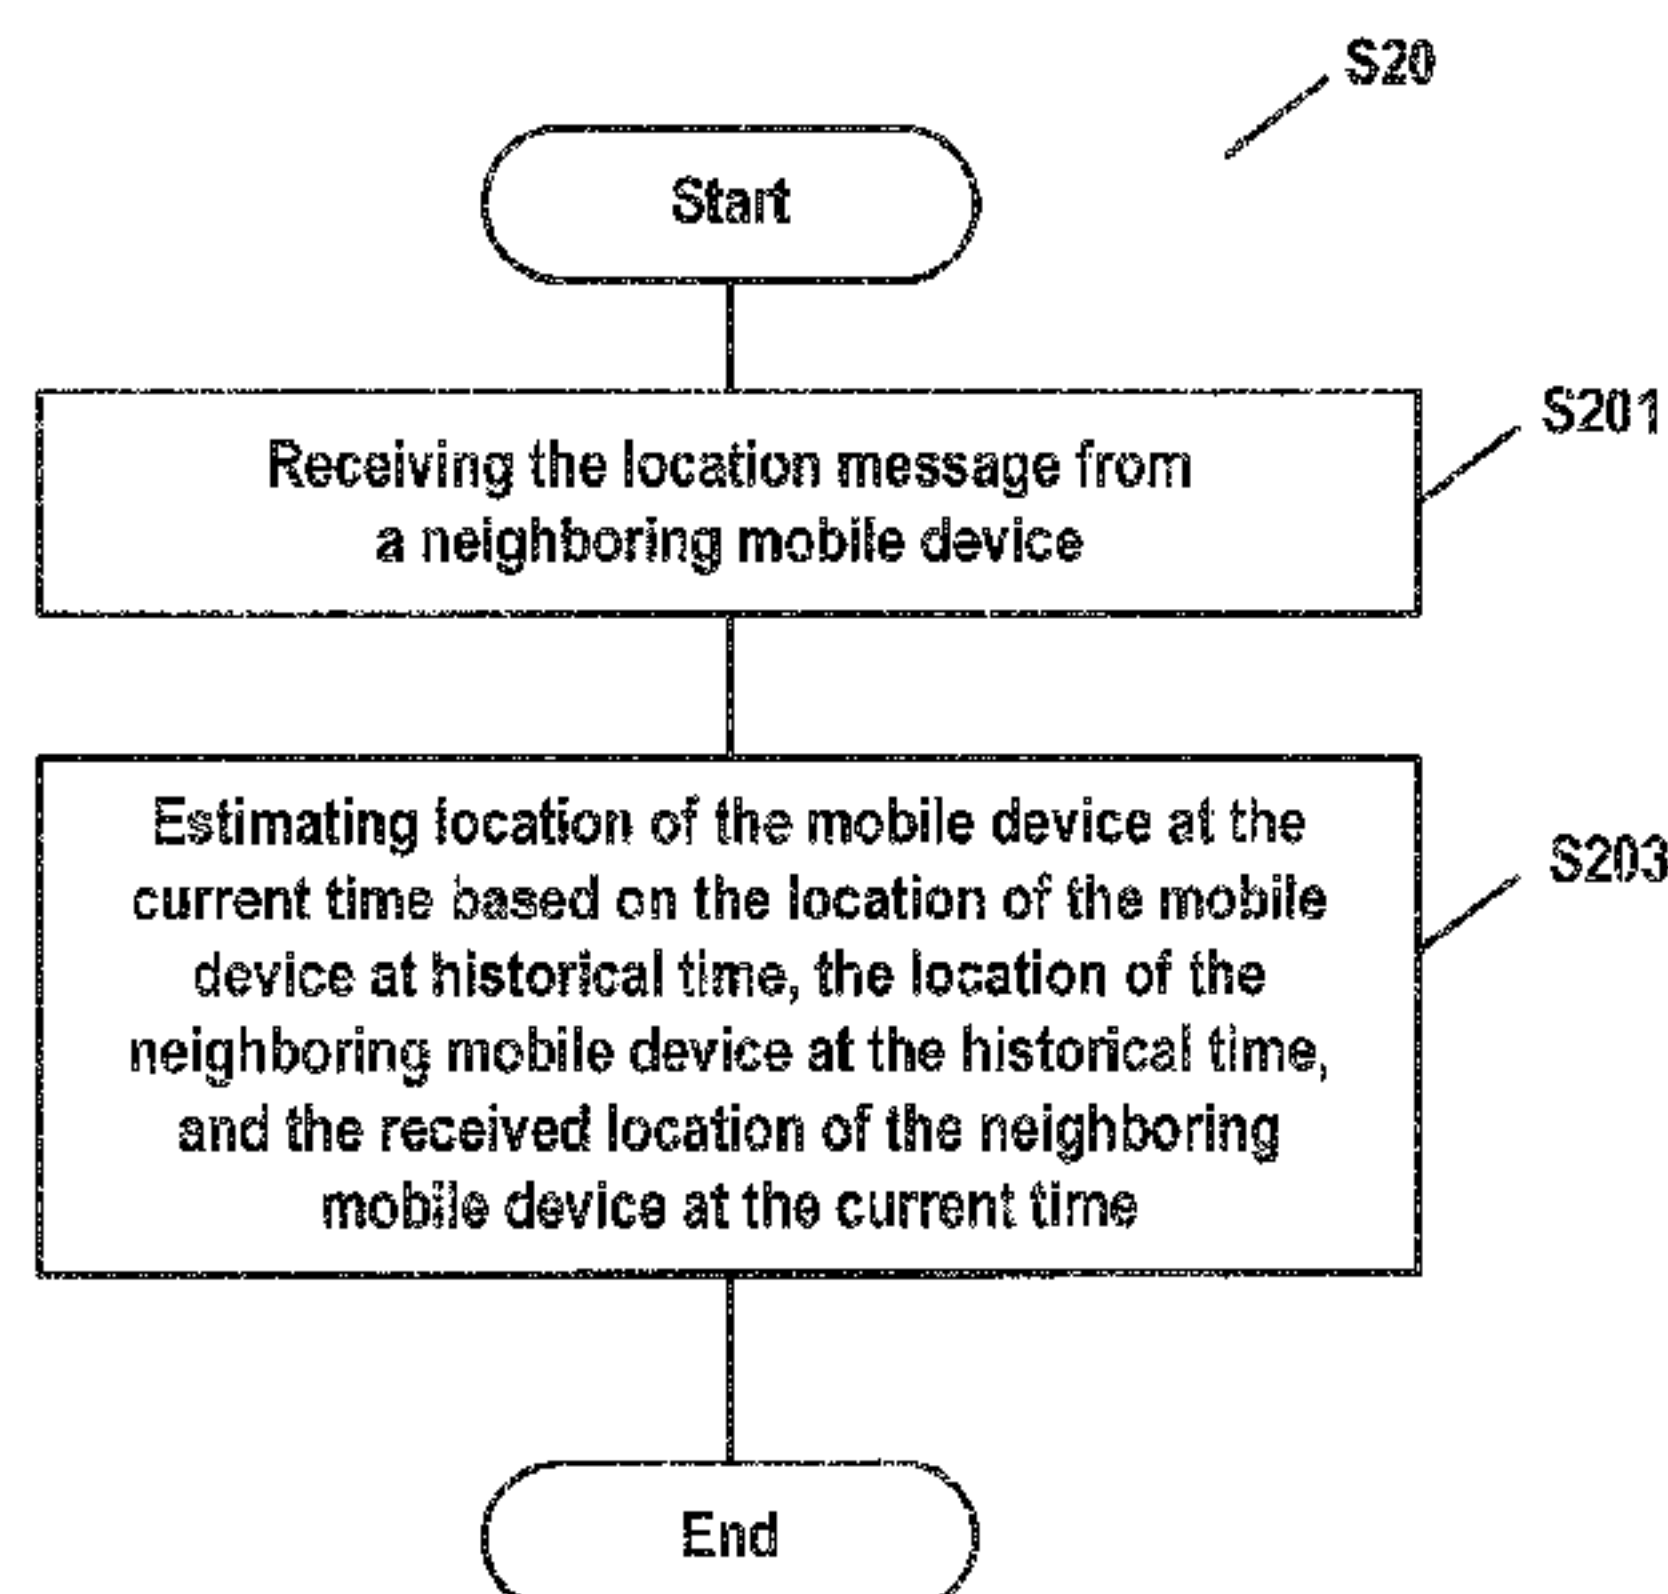 S20
Start
Receiving the location message from
a neighboring mobile device
S201
Estimating location of the mobile device at the
current time based on the location of the mobile
device at historical time, the location of the
neighboring mobile device at the historical time,
and the received location of the neighboring
mobile device at the current time
S203
End